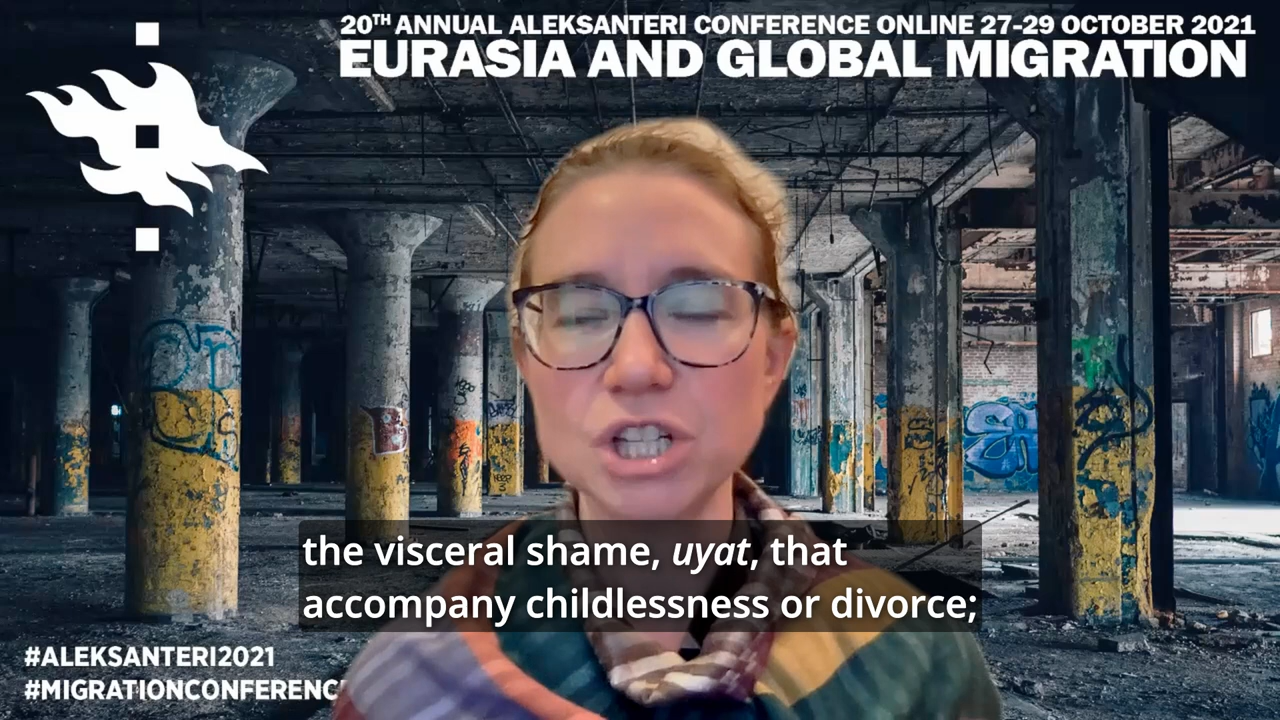 20TH ANNUAL ALEKSANTERI CONFERENCE ONLINE 27-29 OCTOBER 2021
EURASIA AND GLOBAL MIGRATION
the visceral shame, uyat, that
accompany childlessness or divorce;
#ALEKSANTERI2021
#MIGRATIONCONFERENC